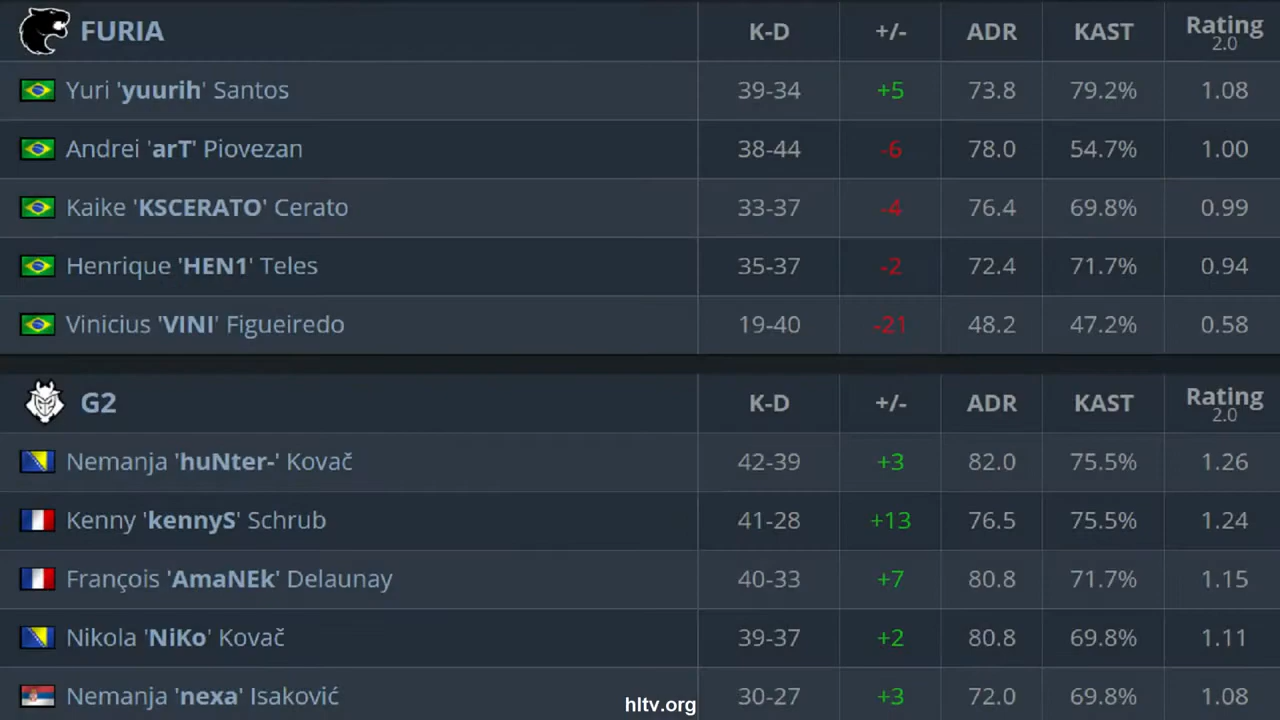 FURIA K-D +/- ADR KAST Rating 2.0
Yuri 'yuurih' Santos 39-34 +5 73.8 79.2% 1.08
Andrei 'arT' Piovezan 38-44 -6 78.0 54.7% 1.00
Kaike 'KSCERATO' Cerato 33-37 -4 76.4 69.8% 0.99
Henrique 'HEN1' Teles 35-37 -2 72.4 71.7% 0.94
Vinicius 'VINI' Figueiredo 19-40 -21 48.2 47.2% 0.58
G2 K-D +/- ADR KAST Rating 2.0
Nemanja 'huNter-' Kovač 42-39 +3 82.0 75.5% 1.26
Kenny 'kennyS' Schrub 41-28 +13 76.5 75.5% 1.24
François 'AmaNEk' Delaunay 40-33 +7 80.8 71.7% 1.15
Nikola 'NiKo' Kovač 39-37 +2 80.8 69.8% 1.11
Nemanja 'nexa' Isaković 30-27 +3 72.0 69.8% 1.08
hltv.org